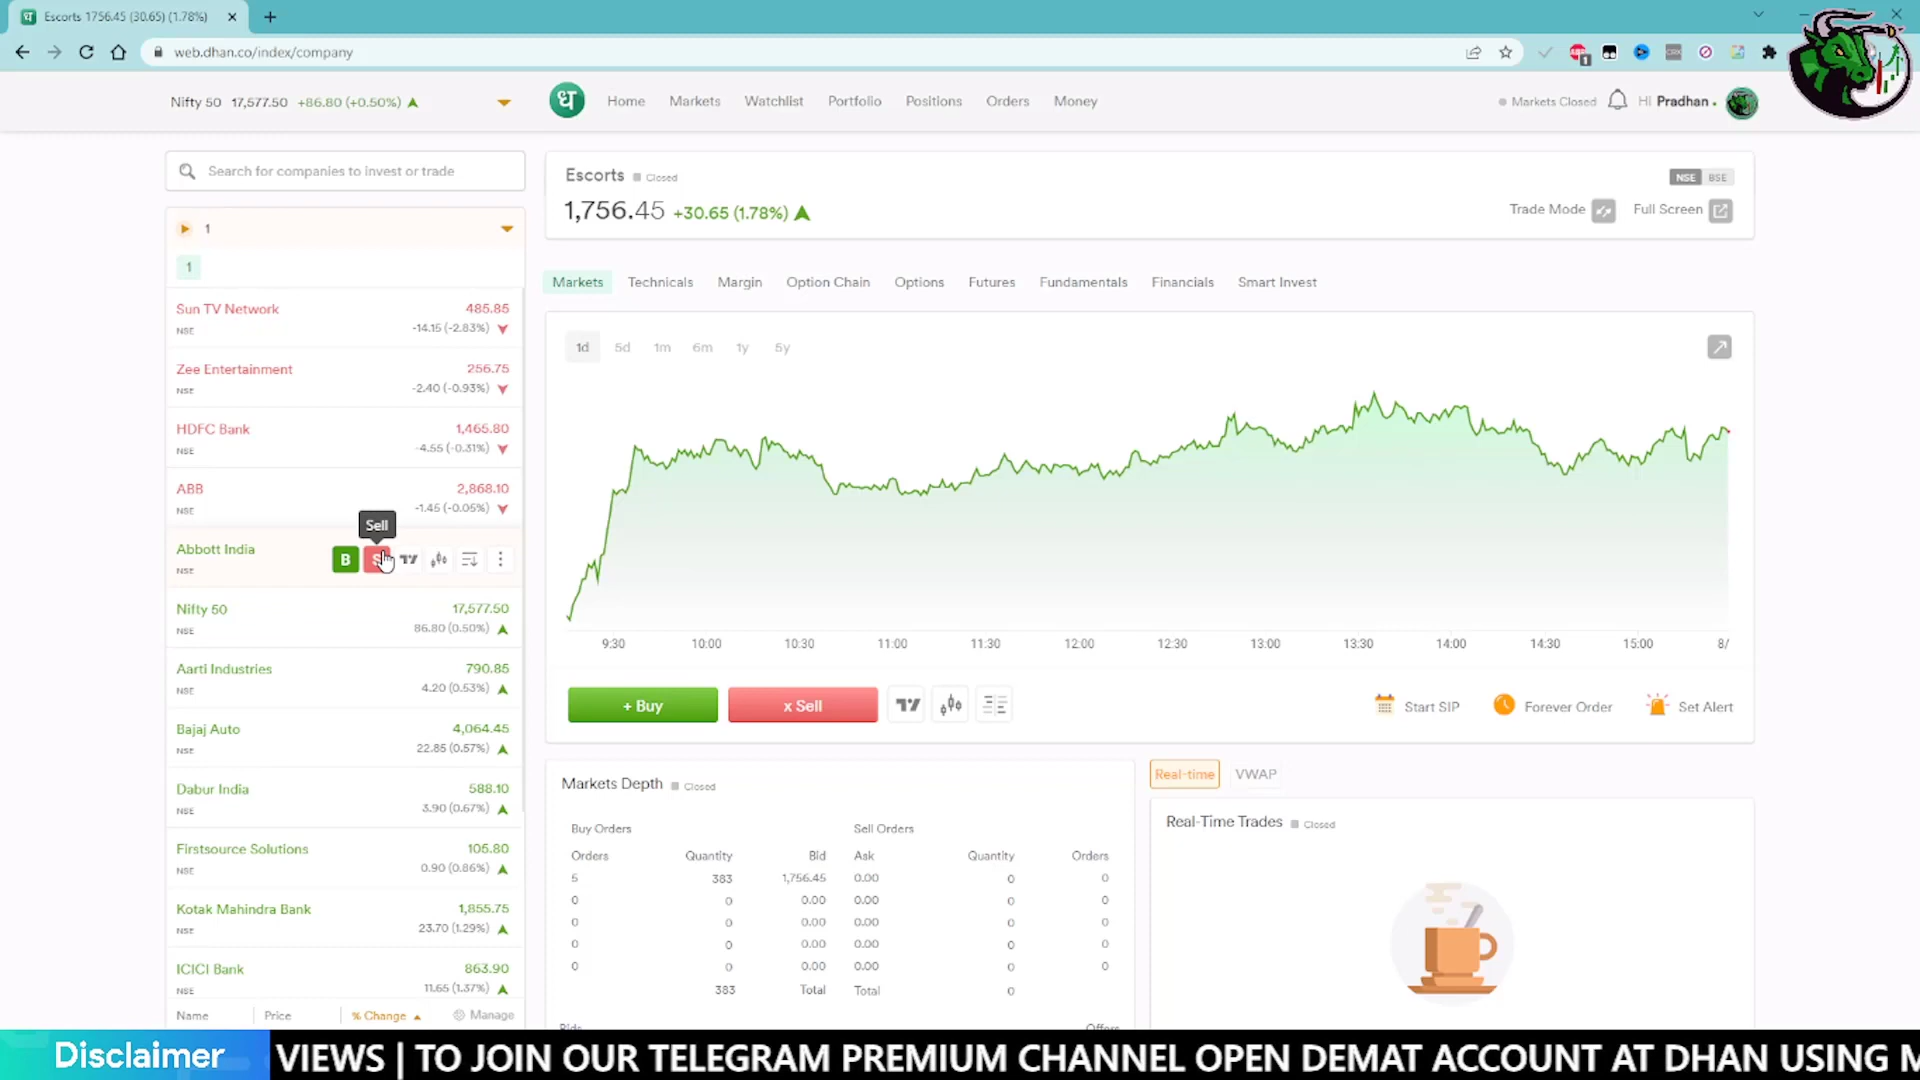 Escorts 1756.45 (30.65) (1.78%)
web.dhan.co/index/company
Nifty 50 17,577.50 +86.80 (+0.50%)
ध
Home Markets Watchlist Portfolio Positions Orders Money
Markets Closed
Hi Pradhan
Search for companies to invest or trade
1
1
Sun TV Network 485.85
NSE -14.15 (-2.83%)
Zee Entertainment 256.75
NSE -2.40 (-0.93%)
HDFC Bank 1,465.80
NSE -4.55 (-0.31%)
ABB 2,868.10
NSE -1.45 (-0.05%)
Sell
Abbott India
B S
NSE
Nifty 50 17,577.50
NSE 86.80 (0.50%)
Aarti Industries 790.85
NSE 4.20 (0.53%)
Bajaj Auto 4,064.45
NSE 22.85 (0.57%)
Dabur India 588.10
NSE 3.90 (0.67%)
Firstsource Solutions 105.80
NSE 0.90 (0.86%)
Kotak Mahindra Bank 1,855.75
NSE 23.70 (1.29%)
ICICI Bank 863.90
NSE 11.65 (1.37%)
Name Price % Change Manage
Escorts Closed
NSE BSE
1,756.45 +30.65 (1.78%)
Trade Mode Full Screen
Markets Technicals Margin Option Chain Options Futures Fundamentals Financials Smart Invest
1d 5d 1m 6m 1y 5y
9:30 10:00 10:30 11:00 11:30 12:00 12:30 13:00 13:30 14:00 14:30 15:00 8/
+ Buy x Sell
Start SIP Forever Order Set Alert
Markets Depth Closed
Buy Orders Sell Orders
Orders Quantity Bid Ask Quantity Orders
5 383 1,756.45 0.00 0 0
0 0 0.00 0.00 0 0
0 0 0.00 0.00 0 0
0 0 0.00 0.00 0 0
0 0 0.00 0.00 0 0
383 Total Total 0
Bids Offers
Real-time VWAP
Real-Time Trades Closed
Disclaimer
VIEWS | TO JOIN OUR TELEGRAM PREMIUM CHANNEL OPEN DEMAT ACCOUNT AT DHAN USING